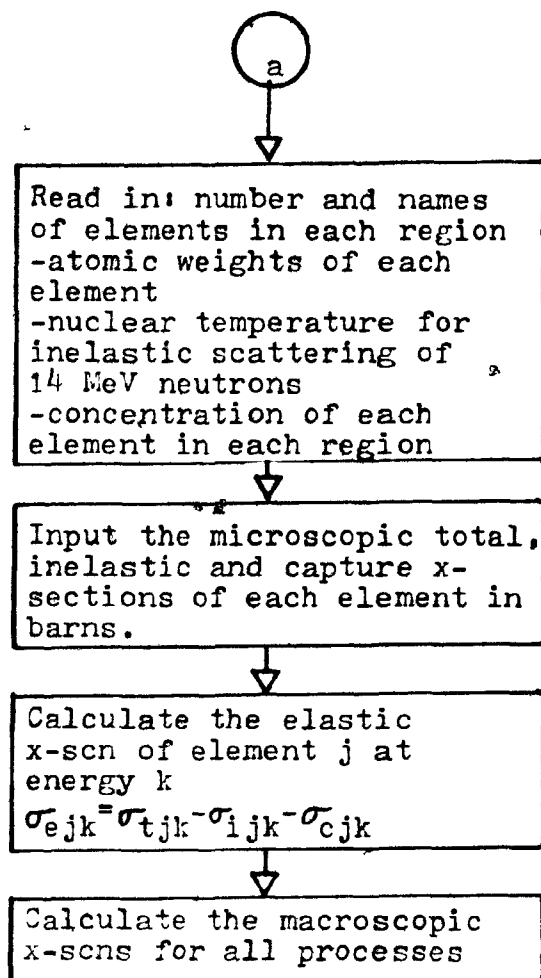 a
Read in: number and names
of elements in each region
-atomic weights of each
element
-nuclear temperature for
inelastic scattering of
14 MeV neutrons
-concentration of each
element in each region
Input the microscopic total,
inelastic and capture x-
sections of each element in
barns.
Calculate the elastic
x-scn of element j at
energy k
σejk=σtjk-σijk-σcjk
Calculate the macroscopic
x-scns for all processes